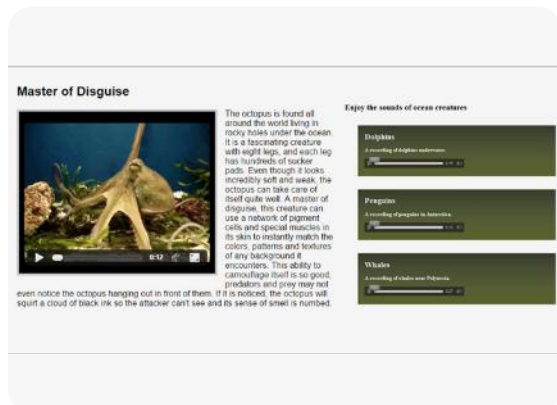 Master of Disguise
The octopus is found all
around the world living in
rocky holes under the ocean.
It is a fascinating creature
with eight legs, and each leg
has hundreds of sucker
pads. Even though it looks
incredibly soft and weak, the
octopus can take care of
itself quite well. A master of
disguise, this creature can
use a network of pigment
cells and special muscles in
its skin to instantly match the
colors, patterns and textures
of any background it
encounters. This ability to
camouflage itself is so good,
predators and prey may not
even notice the octopus hanging out in front of them. If it is noticed, the octopus will
squirt a cloud of black ink so the attacker can't see and its sense of smell is numbed.
0:12
Enjoy the sounds of ocean creatures
Dolphins
A recording of dolphins underwater.
Penguins
A recording of penguins in Antarctica.
Whales
A recording of whales near Polynesia.